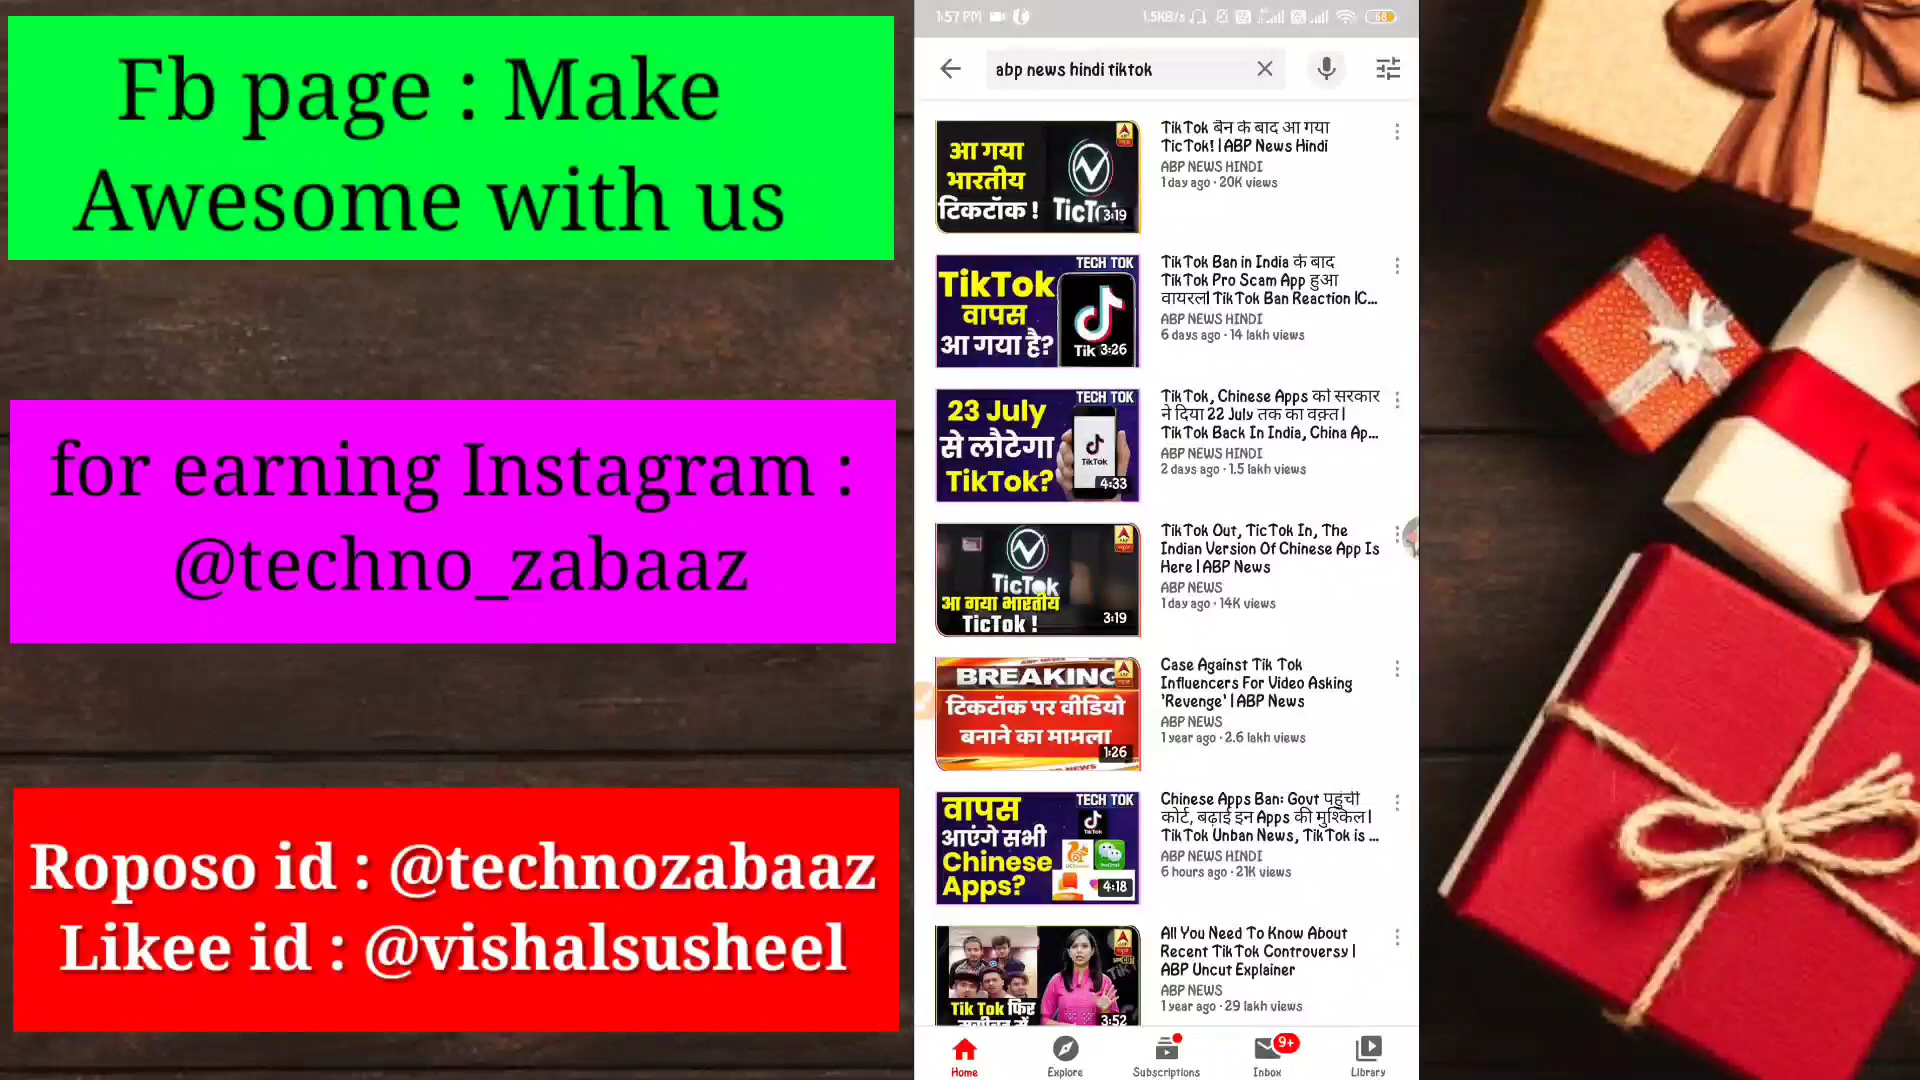 Fb page : Make
Awesome with us
for earning Instagram :
@techno_zabaaz
Roposo id : @technozabaaz
Likee id : @vishalsusheel
1:57 PM
1.5KB/s
68
abp news hindi tiktok
आ गया
भारतीय
टिकटॉक !
3:19
TikTok बैन के बाद आ गया
TicTok! | ABP News Hindi
ABP NEWS HINDI
1 day ago · 20K views
TECH TOK
TikTok
वापस
आ गया है?
Tik
3:26
TikTok Ban in India के बाद
TikTok Pro Scam App हुआ
वायरल| TikTok Ban Reaction |C...
ABP NEWS HINDI
6 days ago · 14 lakh views
TECH TOK
23 July
से लौटेगा
TikTok?
TikTok
4:33
TikTok, Chinese Apps को सरकार
ने दिया 22 July तक का वक़्त |
TikTok Back In India, China Ap...
ABP NEWS HINDI
2 days ago · 1.5 lakh views
TicTok
आ गया भारतीय
TicTok !
3:19
TikTok Out, TicTok In, The
Indian Version Of Chinese App Is
Here | ABP News
ABP NEWS
1 day ago · 14K views
BREAKING
टिकटॉक पर वीडियो
बनाने का मामला
1:26
Case Against Tik Tok
Influencers For Video Asking
'Revenge' | ABP News
ABP NEWS
1 year ago · 2.6 lakh views
TECH TOK
वापस
आएंगे सभी
Chinese
Apps?
TikTok
4:18
Chinese Apps Ban: Govt पहुंची
कोर्ट, बढ़ाई इन Apps की मुश्किल |
TikTok Unban News, TikTok is ...
ABP NEWS HINDI
6 hours ago · 21K views
Tik Tok फिर
3:52
All You Need To Know About
Recent TikTok Controversy |
ABP Uncut Explainer
ABP NEWS
1 year ago · 29 lakh views
Home
Explore
Subscriptions
9+
Inbox
Library